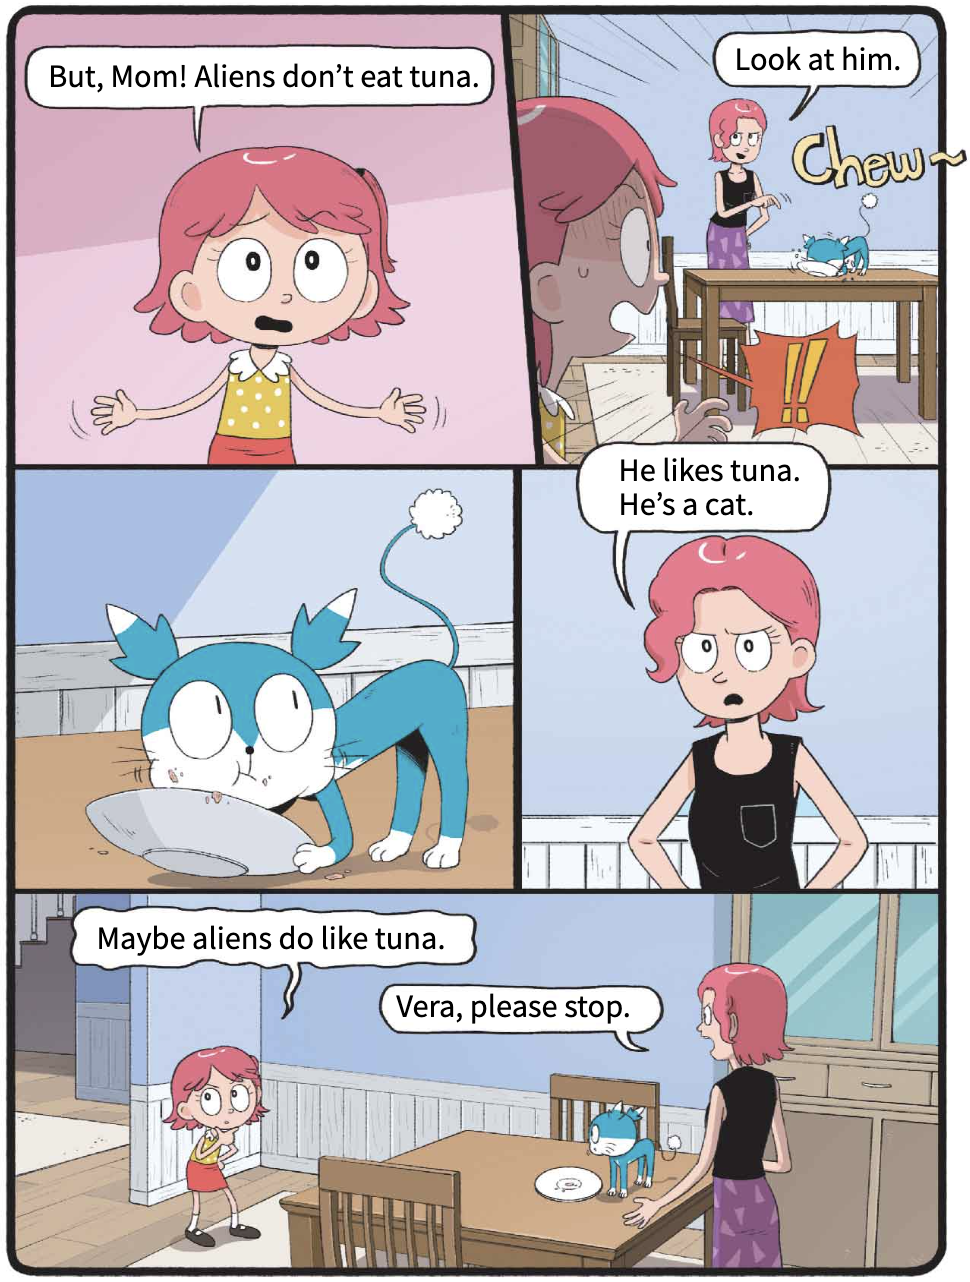 But, Mom! Aliens don’t eat tuna.
Look at him.
Chew~
!!
He likes tuna.
He’s a cat.
Maybe aliens do like tuna.
Vera, please stop.